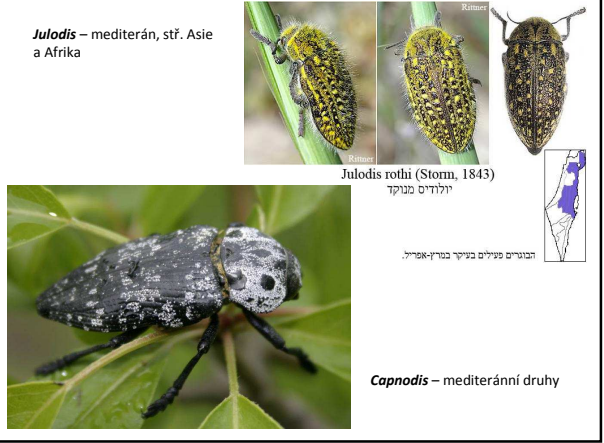 Julodis – mediterán, stř. Asie
a Afrika
Rittner
Rittner
Julodis rothi (Storm, 1843)
יולודיס מנוקד
הבוגרים פעילים בעיקר במרץ-אפריל.
Capnodis – mediteránní druhy